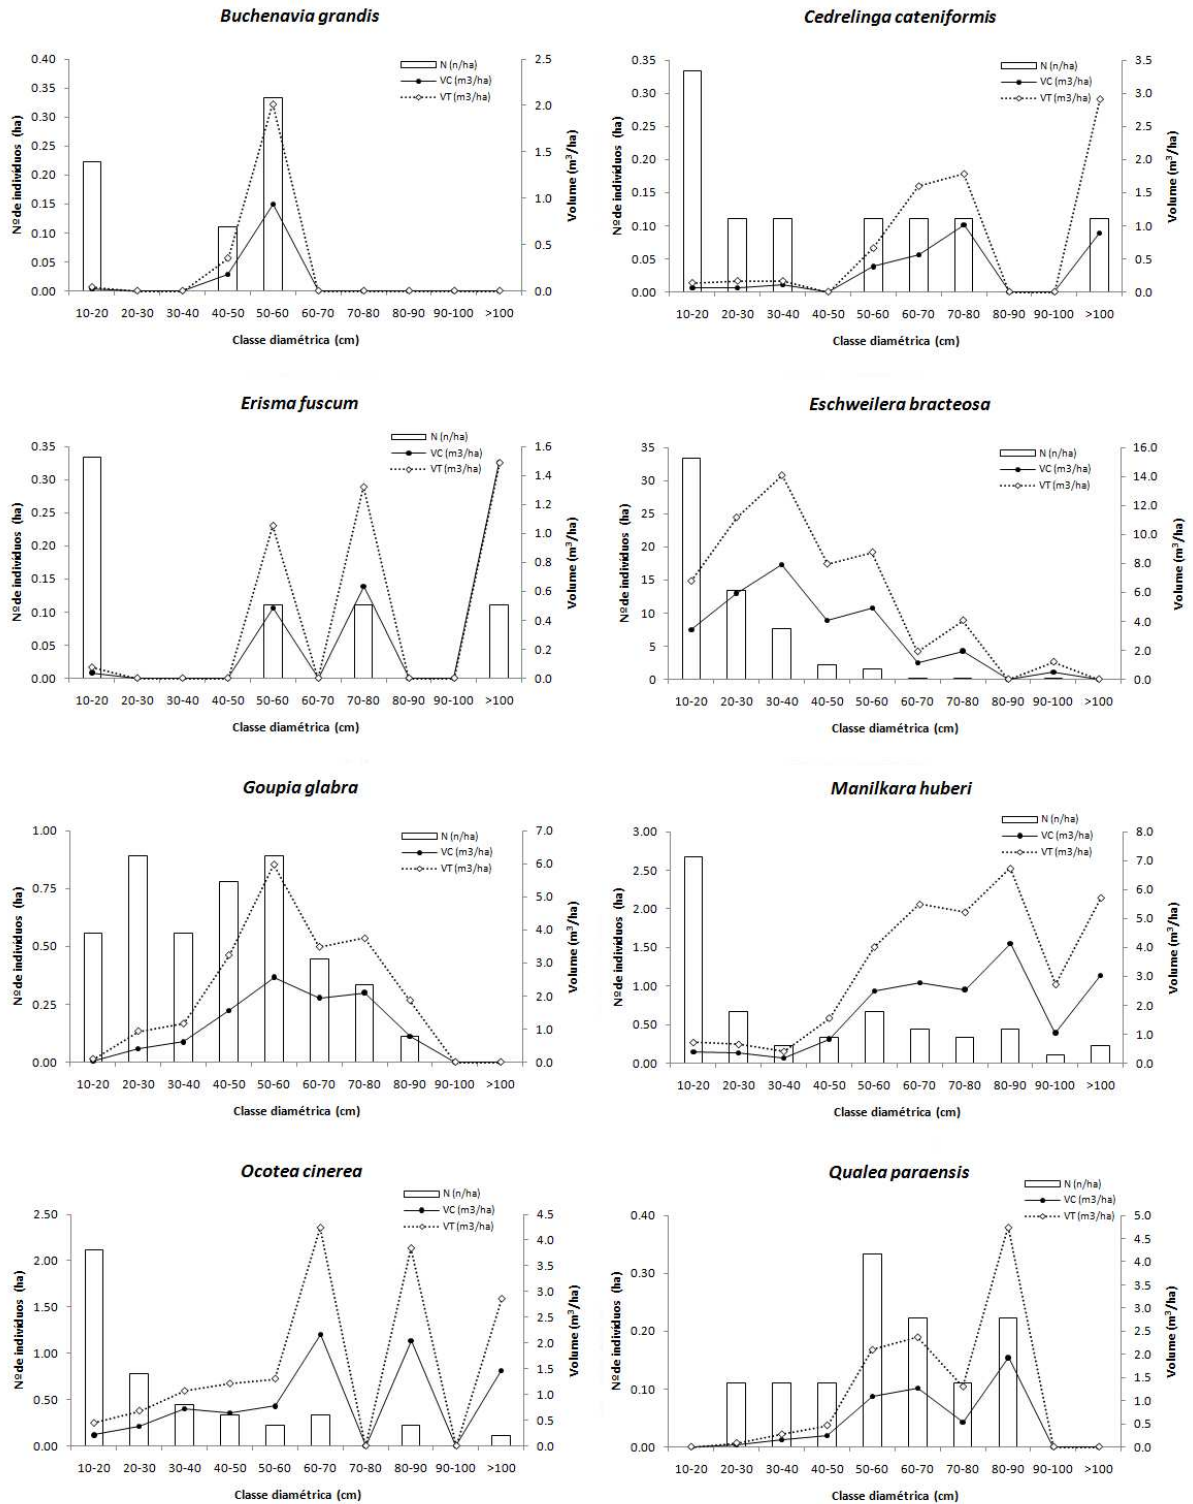 Buchenavia grandis
N (n/ha)
VC (m3/ha)
VT (m3/ha)
Nº de indivíduos (ha)
0.40
0.35
0.30
0.25
0.20
0.15
0.10
0.05
0.00
2.5
2.0
1.5
1.0
0.5
0.0
Volume (m³/ha)
10-20 20-30 30-40 40-50 50-60 60-70 70-80 80-90 90-100 >100
Classe diamétrica (cm)
Cedrelinga cateniformis
N (n/ha)
VC (m3/ha)
VT (m3/ha)
Nº de indivíduos (ha)
0.35
0.30
0.25
0.20
0.15
0.10
0.05
0.00
3.5
3.0
2.5
2.0
1.5
1.0
0.5
0.0
Volume (m³/ha)
10-20 20-30 30-40 40-50 50-60 60-70 70-80 80-90 90-100 >100
Classe diamétrica (cm)
Erisma fuscum
N (n/ha)
VC (m3/ha)
VT (m3/ha)
Nº de indivíduos (ha)
0.35
0.30
0.25
0.20
0.15
0.10
0.05
0.00
1.6
1.4
1.2
1.0
0.8
0.6
0.4
0.2
0.0
Volume (m³/ha)
10-20 20-30 30-40 40-50 50-60 60-70 70-80 80-90 90-100 >100
Classe diamétrica (cm)
Eschweilera bracteosa
N (n/ha)
VC (m3/ha)
VT (m3/ha)
Nº de indivíduos (ha)
35
30
25
20
15
10
5
0
16.0
14.0
12.0
10.0
8.0
6.0
4.0
2.0
0.0
Volume (m³/ha)
10-20 20-30 30-40 40-50 50-60 60-70 70-80 80-90 90-100 >100
Classe diamétrica (cm)
Goupia glabra
N (n/ha)
VC (m3/ha)
VT (m3/ha)
Nº de indivíduos (ha)
1.00
0.75
0.50
0.25
0.00
7.0
6.0
5.0
4.0
3.0
2.0
1.0
0.0
Volume (m³/ha)
10-20 20-30 30-40 40-50 50-60 60-70 70-80 80-90 90-100 >100
Classe diamétrica (cm)
Manilkara huberi
N (n/ha)
VC (m3/ha)
VT (m3/ha)
Nº de indivíduos (ha)
3.00
2.50
2.00
1.50
1.00
0.50
0.00
8.0
7.0
6.0
5.0
4.0
3.0
2.0
1.0
0.0
Volume (m³/ha)
10-20 20-30 30-40 40-50 50-60 60-70 70-80 80-90 90-100 >100
Classe diamétrica (cm)
Ocotea cinerea
N (n/ha)
VC (m3/ha)
VT (m3/ha)
Nº de indivíduos (ha)
2.50
2.00
1.50
1.00
0.50
0.00
4.5
4.0
3.5
3.0
2.5
2.0
1.5
1.0
0.5
0.0
Volume (m³/ha)
10-20 20-30 30-40 40-50 50-60 60-70 70-80 80-90 90-100 >100
Classe diamétrica (cm)
Qualea paraensis
N (n/ha)
VC (m3/ha)
VT (m3/ha)
Nº de indivíduos (ha)
0.40
0.30
0.20
0.10
0.00
5.0
4.5
4.0
3.5
3.0
2.5
2.0
1.5
1.0
0.5
0.0
Volume (m³/ha)
10-20 20-30 30-40 40-50 50-60 60-70 70-80 80-90 90-100 >100
Classe diamétrica (cm)